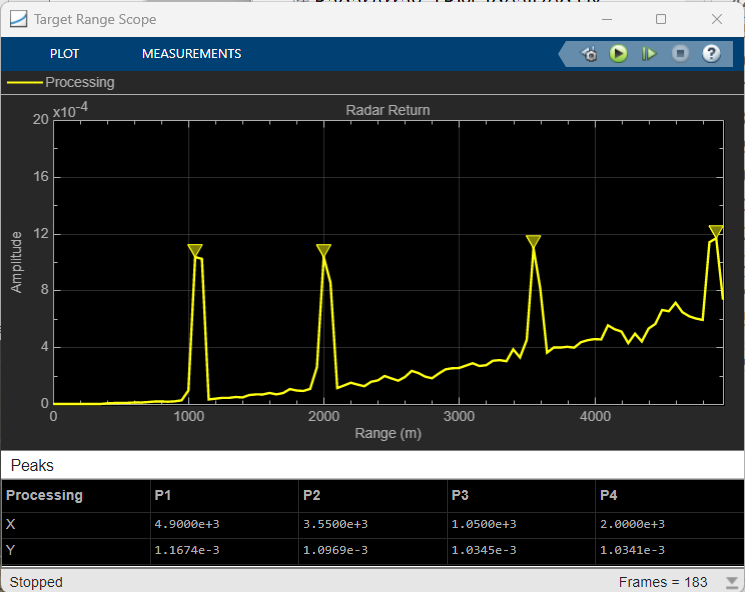 Target Range Scope
PLOT MEASUREMENTS ?
Processing
x10-4
Radar Return
20
16
12
8
4
0
Amplitude
0 1000 2000 3000 4000
Range (m)
Peaks
Processing P1 P2 P3 P4
X 4.9000e+3 3.5500e+3 1.0500e+3 2.0000e+3
Y 1.1674e-3 1.0969e-3 1.0345e-3 1.0341e-3
Stopped Frames = 183